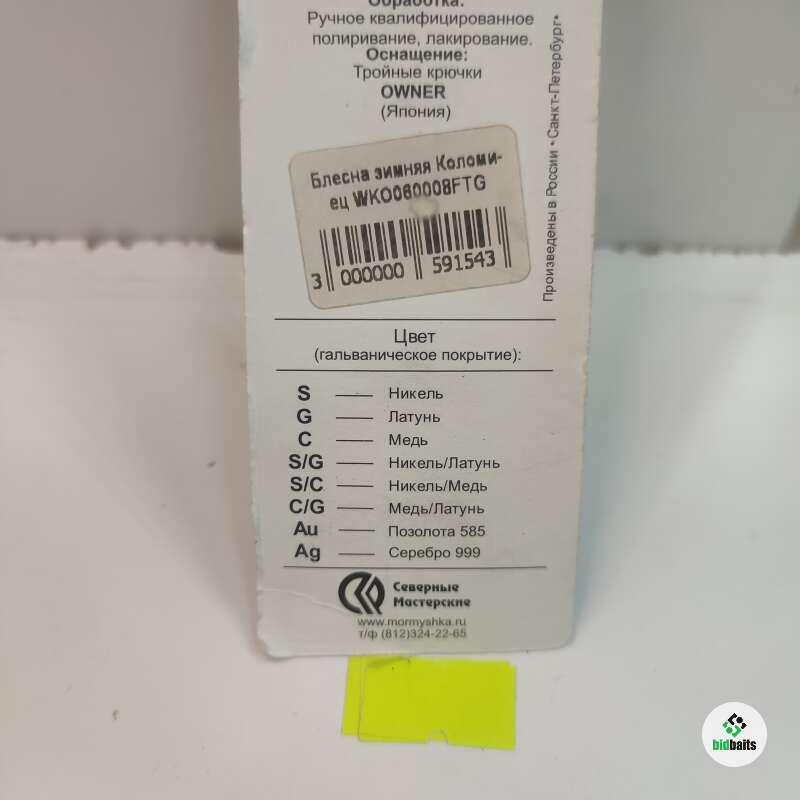 Обработка:
Ручное квалифицированное
полиривание, лакирование.
Оснащение:
Тройные крючки
OWNER
(Япония)
Произведены в России • Санкт-Петербург •
Блесна зимняя Коломи-
ец WKO060008FTG
3 000000 591543
Цвет
(гальваническое покрытие):
S — Никель
G — Латунь
C — Медь
S/G — Никель/Латунь
S/C — Никель/Медь
C/G — Медь/Латунь
Au — Позолота 585
Ag — Серебро 999
Северные
Мастерские
www.mormyshka.ru
т/ф (812)324-22-65
bidbaits